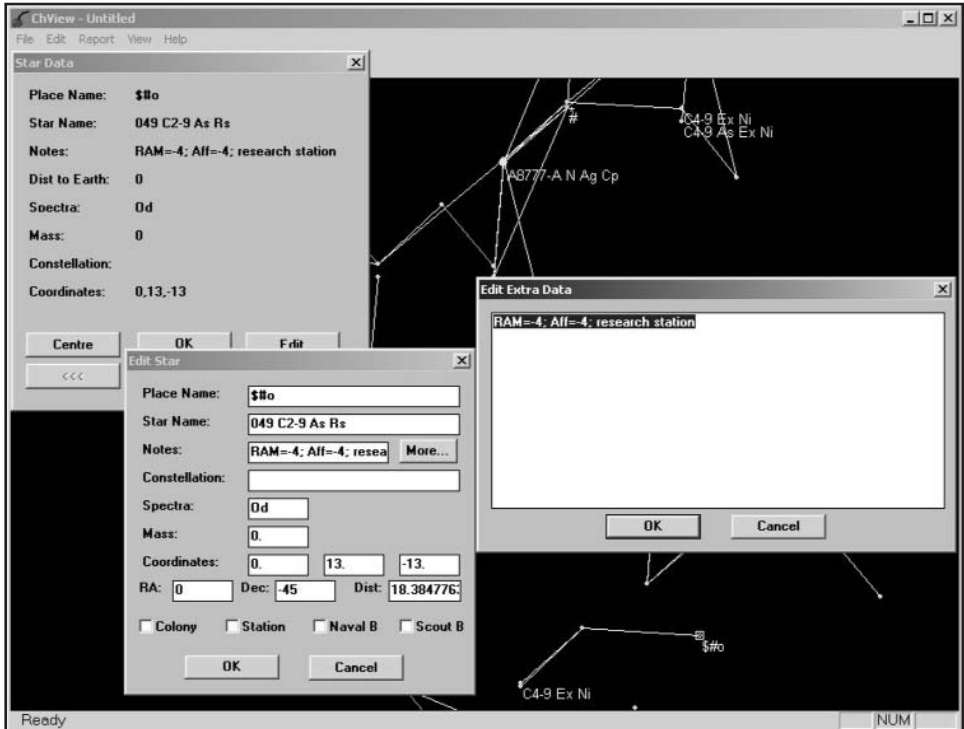 ChView - Untitled
File Edit Report View Help
Star Data
Place Name: $#o
Star Name: 049 C2-9 As Rs
Notes: RAM=-4; Aff=-4; research station
Dist to Earth: 0
Spectra: 0d
Mass: 0
Constellation:
Coordinates: 0,13,-13
Centre OK Edit
<<<
#
C4-9 Ex Ni
C4-9 As Ex Ni
A8777-A N Ag Cp
Edit Extra Data
RAM=-4; Aff=-4; research station
OK Cancel
Edit Star
Place Name: $#o
Star Name: 049 C2-9 As Rs
Notes: RAM=-4; Aff=-4; resea More...
Constellation:
Spectra: 0d
Mass: 0.
Coordinates: 0. 13. -13.
RA: 0 Dec: -45 Dist: 18.3847763
Colony Station Naval B Scout B
OK Cancel
$#o
C4-9 Ex Ni
Ready NUM